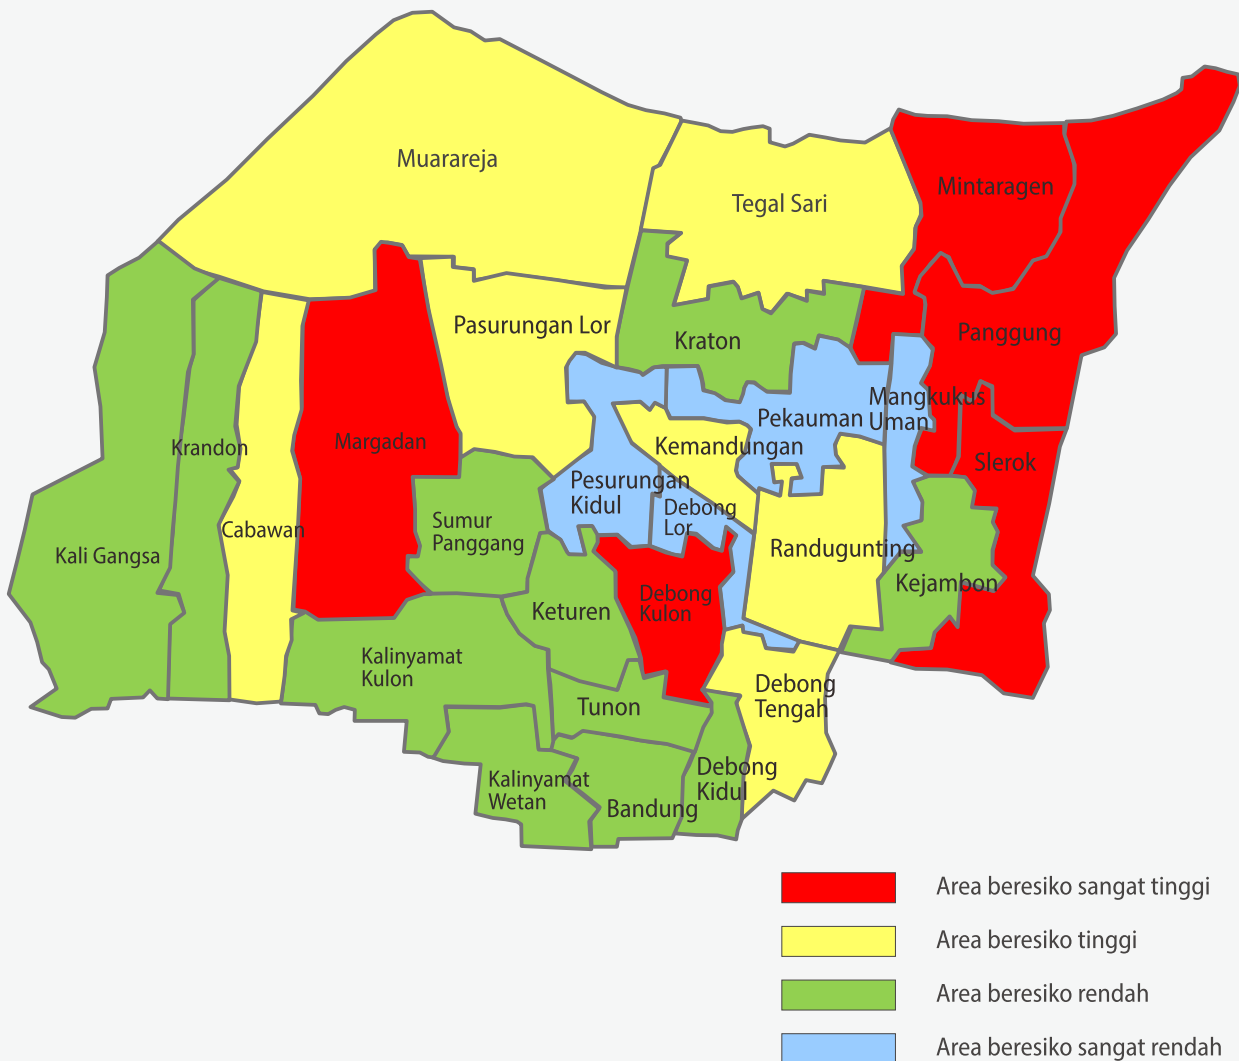 Muarareja
Tegal Sari
Mintaragen
Pasurungan Lor
Kraton
Panggung
Mangkukus
Uman
Pekauman
Krandon
Margadan
Kemandungan
Slerok
Pesurungan
Kidul
Debong
Lor
Sumur
Panggang
Cabawan
Kali Gangsa
Randugunting
Kejambon
Debong
Kulon
Keturen
Kalinyamat
Kulon
Debong
Tengah
Tunon
Debong
Kidul
Kalinyamat
Wetan
Bandung
Area beresiko sangat tinggi
Area beresiko tinggi
Area beresiko rendah
Area beresiko sangat rendah